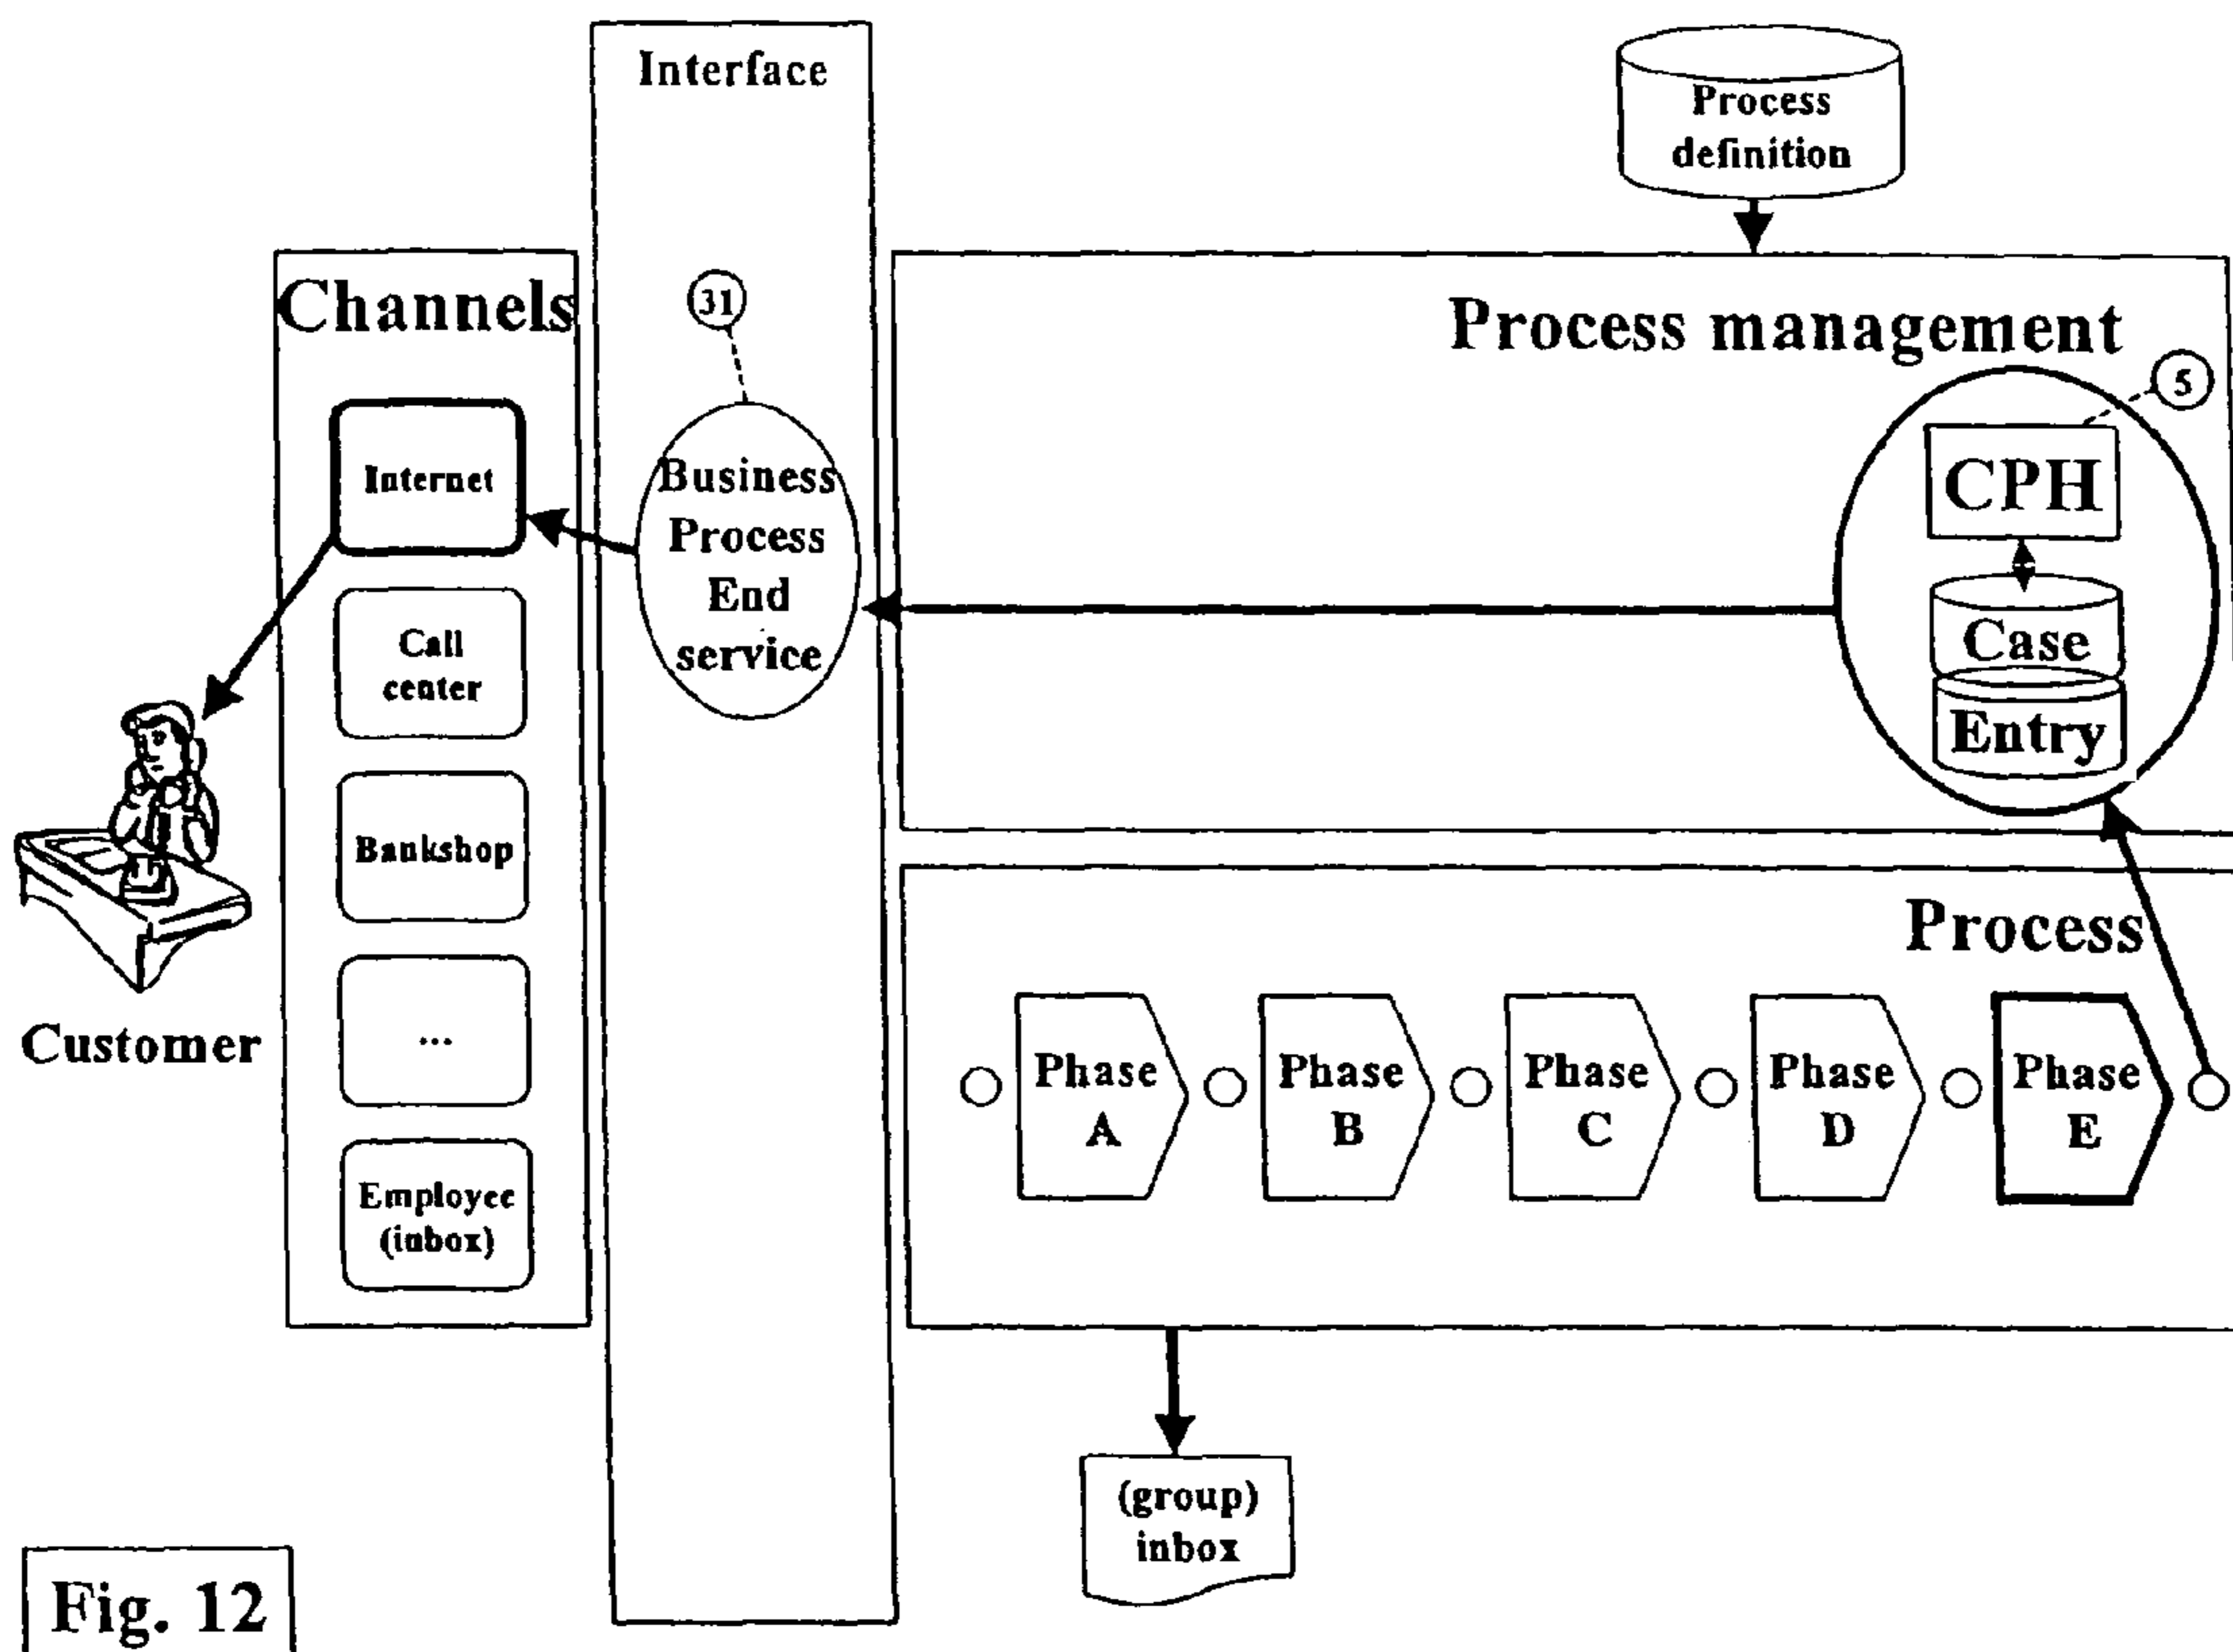 Interface
Process
definition
Channels
31
Process management
5
Internet
Business
Process
End
service
CPH
Case
Entry
Call
center
Bankshop
...
Employee
(inbox)
Customer
Process
Phase
A
Phase
B
Phase
C
Phase
D
Phase
E
(group)
inbox
Fig. 12